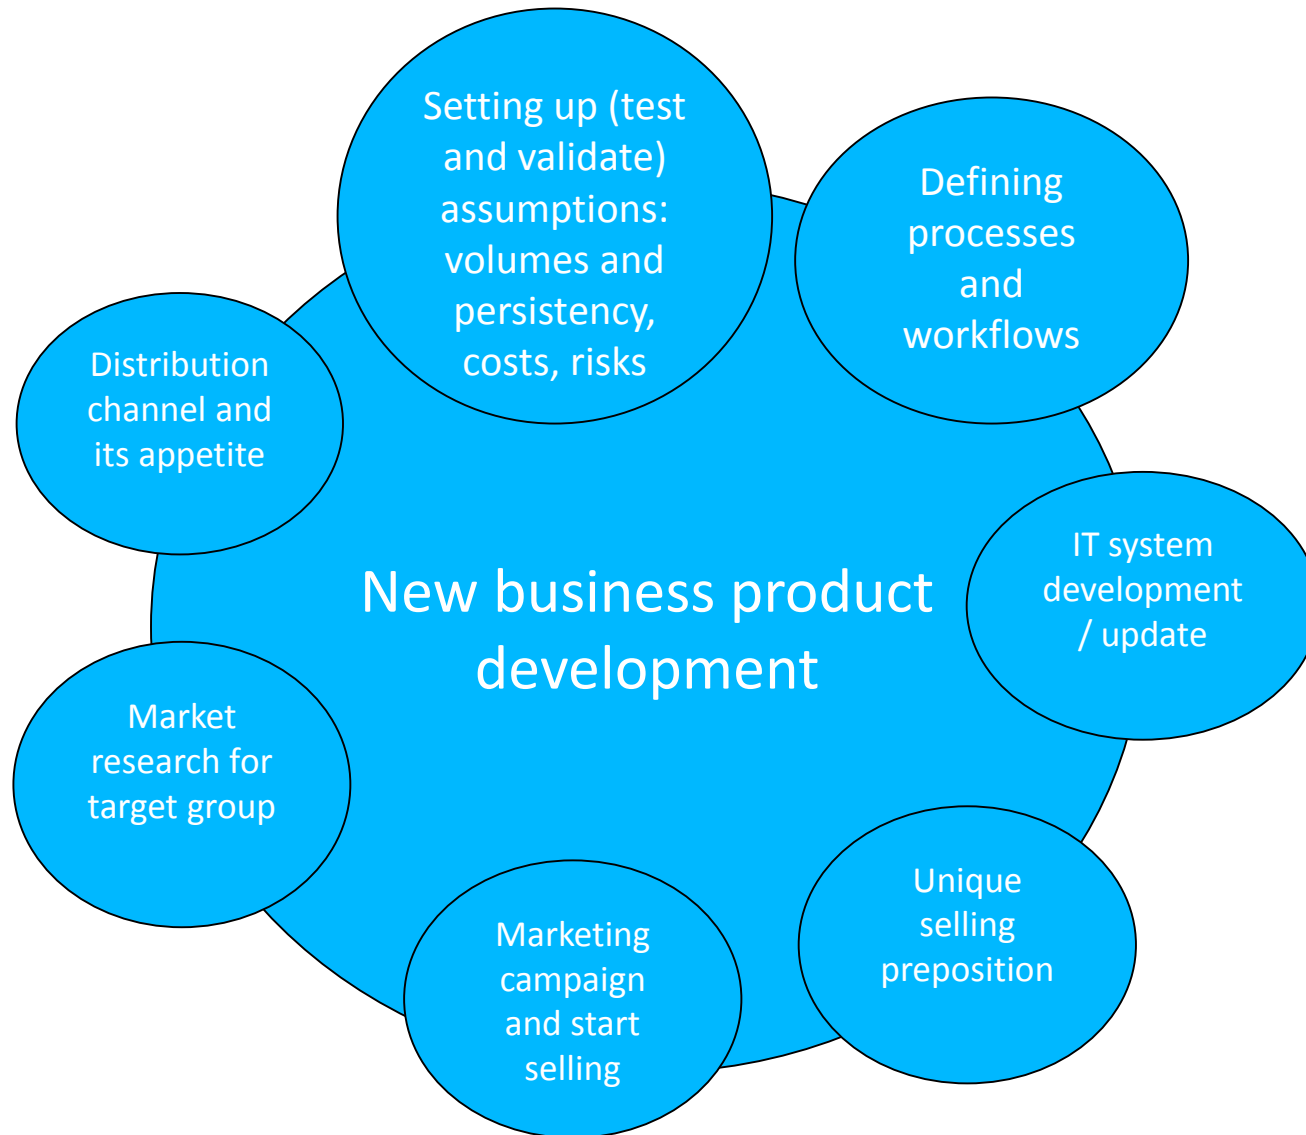 Setting up (test
and validate)
assumptions:
volumes and
persistency,
costs, risks
Defining
processes
and
workflows
Distribution
channel and
its appetite
IT system
development
/ update
New business product
development
Market
research for
target group
Unique
selling
preposition
Marketing
campaign
and start
selling